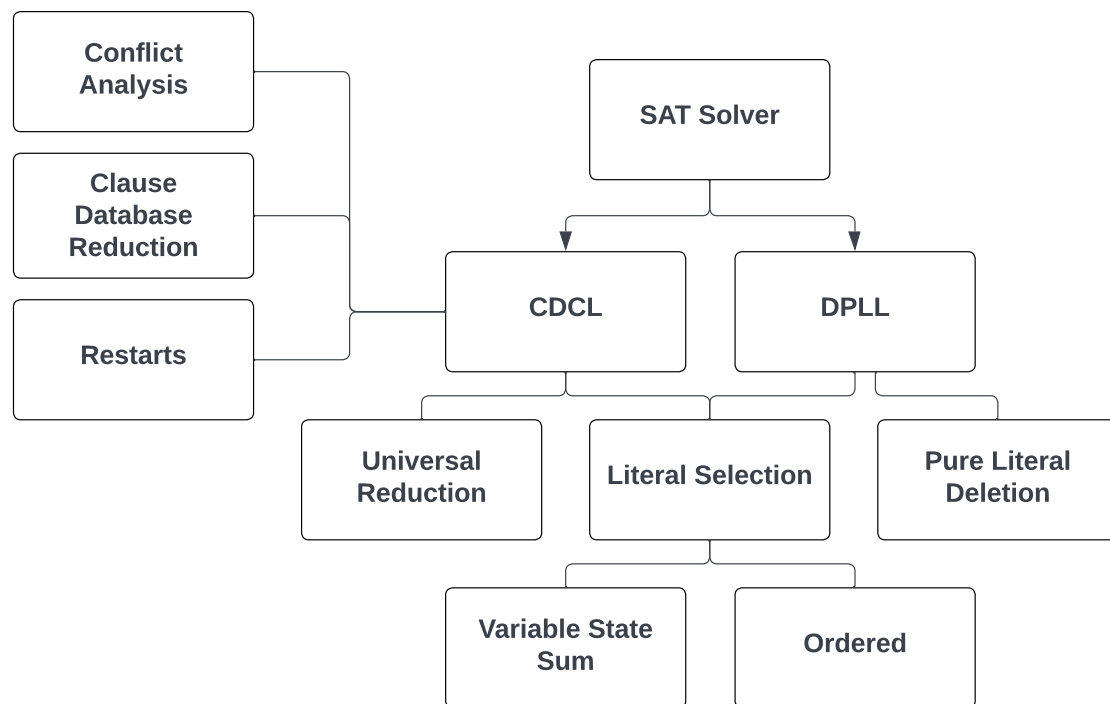 Conflict
Analysis
SAT Solver
Clause
Database
Reduction
CDCL
DPLL
Restarts
Universal
Reduction
Literal Selection
Pure Literal
Deletion
Variable State
Sum
Ordered